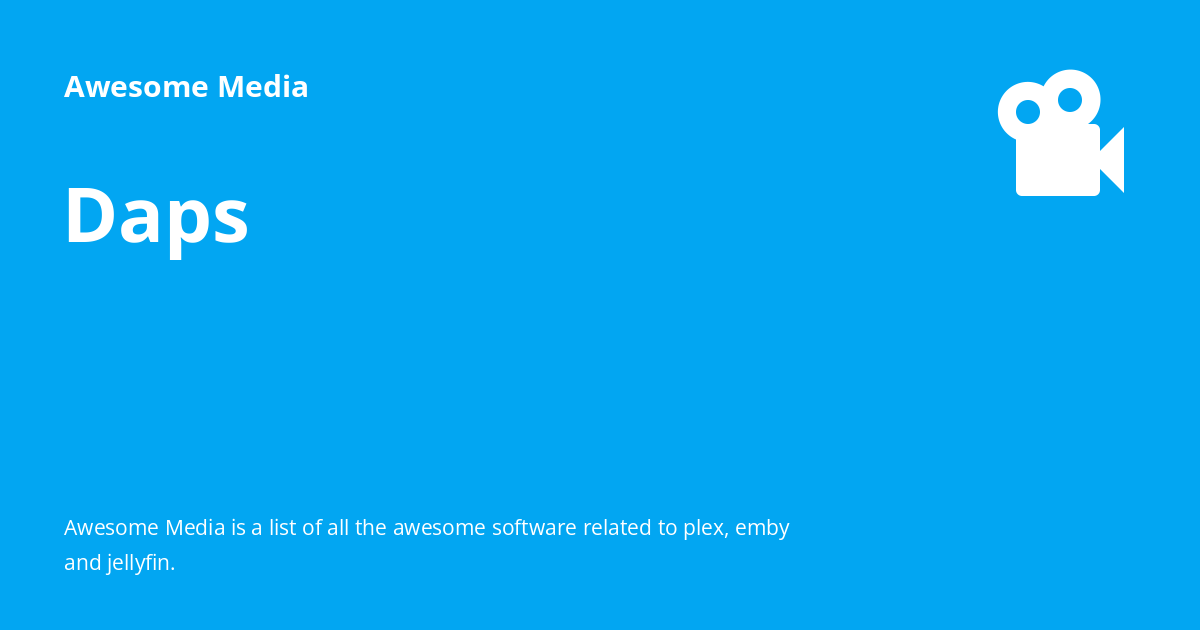 Awesome Media
Daps
Awesome Media is a list of all the awesome software related to plex, emby
and jellyfin.